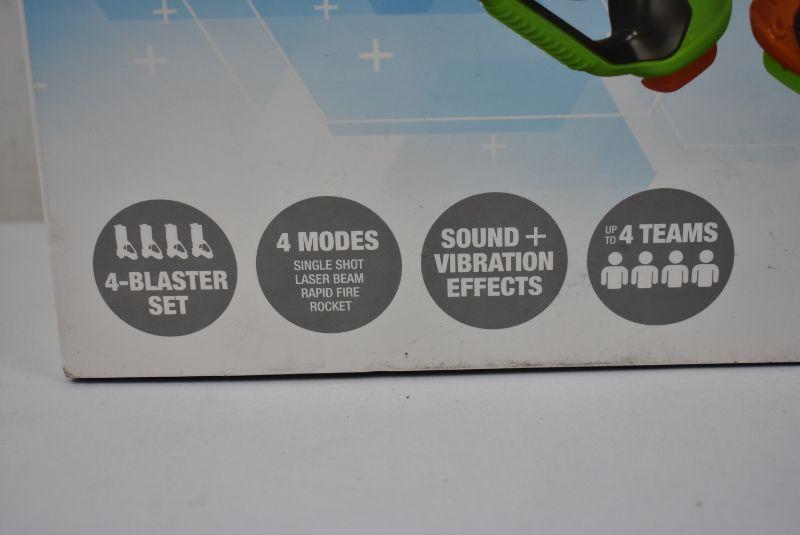 4-BLASTER
SET
4 MODES
SINGLE SHOT
LASER BEAM
RAPID FIRE
ROCKET
SOUND +
VIBRATION
EFFECTS
UP TO 4 TEAMS